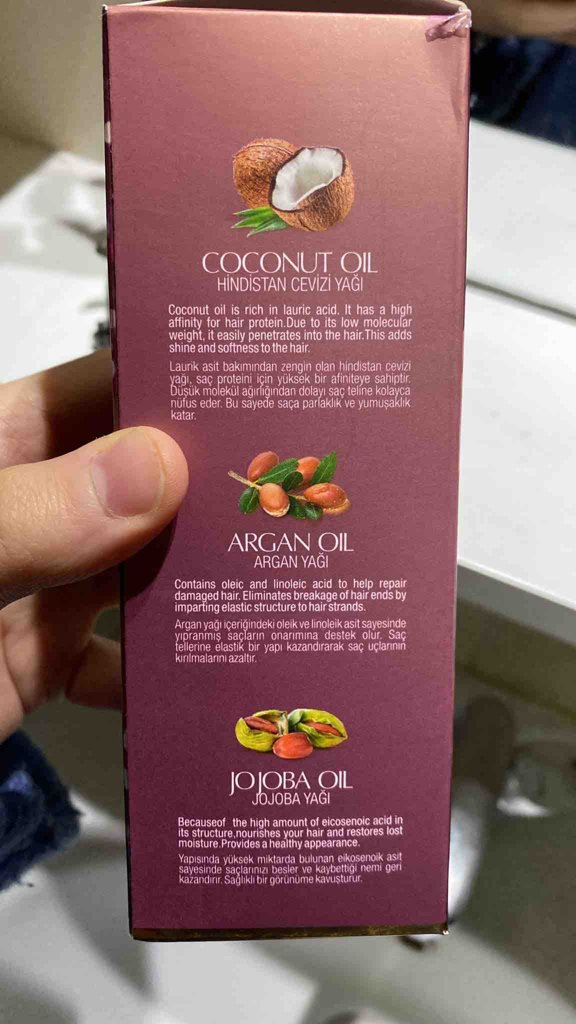 COCONUT OIL
HİNDİSTAN CEVİZİ YAĞI
Coconut oil is rich in lauric acid. It has a high
affinity for hair protein.Due to its low molecular
weight, it easily penetrates into the hair.This adds
shine and softness to the hair.
Laurik asit bakımından zengin olan hindistan cevizi
yağı, saç proteini için yüksek bir afiniteye sahiptir.
Düşük molekül ağırlığından dolayı saç teline kolayca
nüfus eder. Bu sayede saça parlaklık ve yumuşaklık
katar.
ARGAN OIL
ARGAN YAĞI
Contains oleic and linoleic acid to help repair
damaged hair. Eliminates breakage of hair ends by
imparting elastic structure to hair strands.
Argan yağı içeriğindeki oleik ve linoleik asit sayesinde
yıpranmış saçların onarımına destek olur. Saç
tellerine elastik bir yapı kazandırarak saç uçlarının
kırılmalarını azaltır.
JOJOBA OIL
JOJOBA YAĞI
Becauseof the high amount of eicosenoic acid in
its structure,nourishes your hair and restores lost
moisture.Provides a healthy appearance.
Yapısında yüksek miktarda bulunan eikosenoik asit
sayesinde saçlarınızı besler ve kaybettiği nemi geri
kazandırır. Sağlıklı bir görünüme kavuşturur.